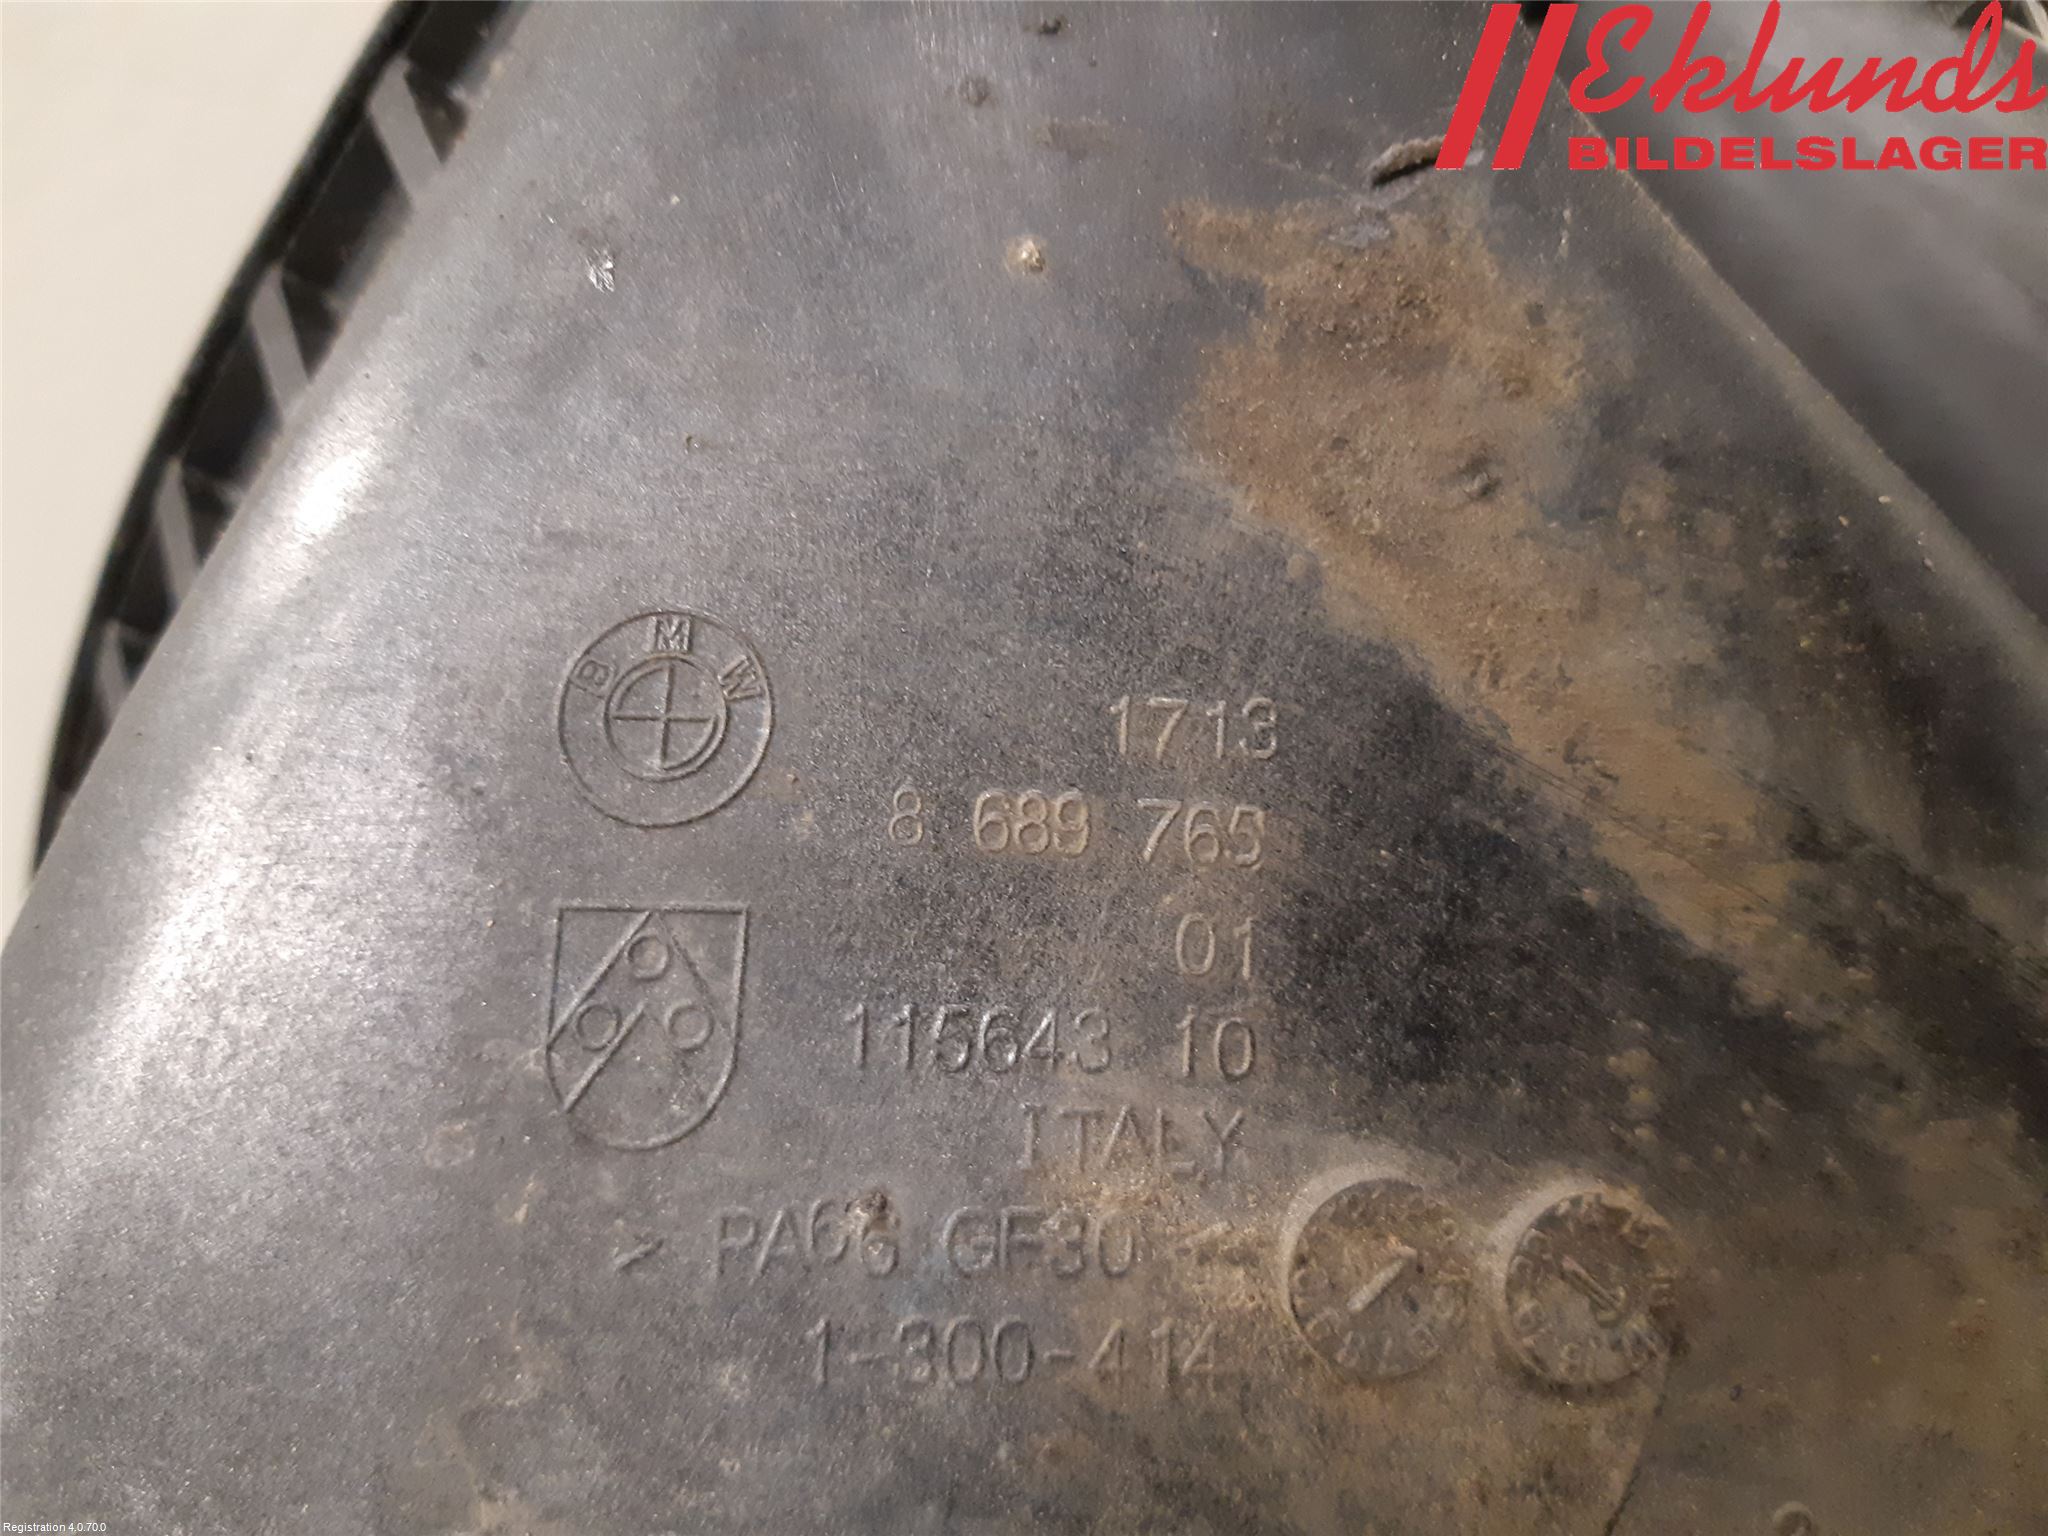 Eklunds
BILDELSLAGER
BMW
1713
8 689 765
01
115643 10
ITALY
> PA66 GF30 <
1-300-414
Registration 4.0.70.0